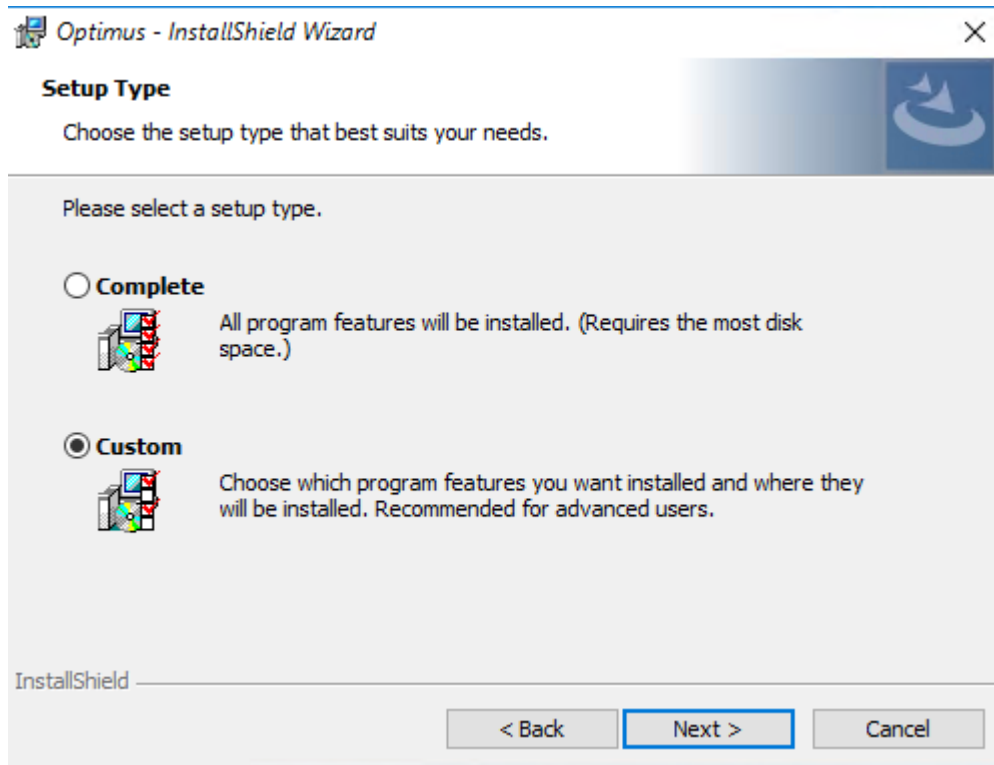 Optimus - InstallShield Wizard
Setup Type
Choose the setup type that best suits your needs.
Please select a setup type.
Complete
All program features will be installed. (Requires the most disk
space.)
Custom
Choose which program features you want installed and where they
will be installed. Recommended for advanced users.
InstallShield
< Back
Next >
Cancel